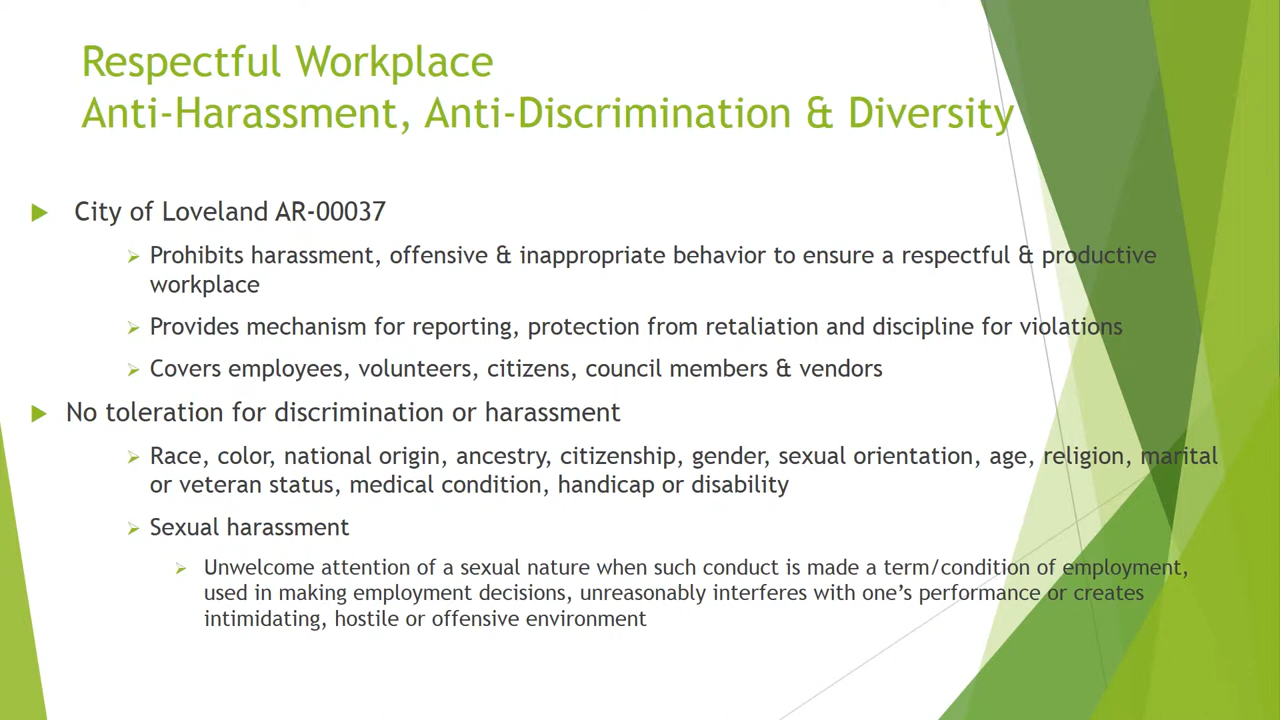 Respectful Workplace
Anti-Harassment, Anti-Discrimination & Diversity
City of Loveland AR-00037
Prohibits harassment, offensive & inappropriate behavior to ensure a respectful & productive
workplace
Provides mechanism for reporting, protection from retaliation and discipline for violations
Covers employees, volunteers, citizens, council members & vendors
No toleration for discrimination or harassment
Race, color, national origin, ancestry, citizenship, gender, sexual orientation, age, religion, marital
or veteran status, medical condition, handicap or disability
Sexual harassment
Unwelcome attention of a sexual nature when such conduct is made a term/condition of employment,
used in making employment decisions, unreasonably interferes with one’s performance or creates
intimidating, hostile or offensive environment